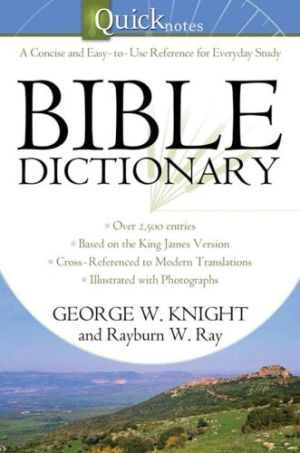 Quicknotes
A Concise and Easy-to-Use Reference for Everyday Study
BIBLE
DICTIONARY
Over 2,500 entries
Based on the King James Version
Cross-Referenced to Modern Translations
Illustrated with Photographs
GEORGE W. KNIGHT
and Rayburn W. Ray